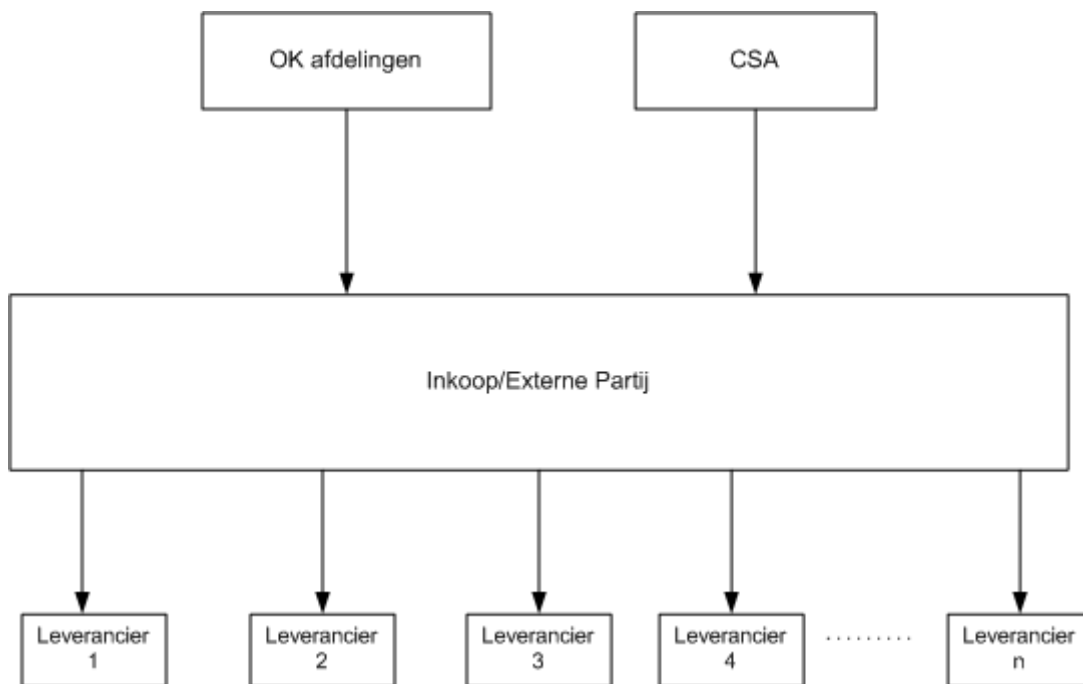 OK afdelingen
CSA
Inkoop/Externe Partij
Leverancier
1
Leverancier
2
Leverancier
3
Leverancier
4
.........
Leverancier
n